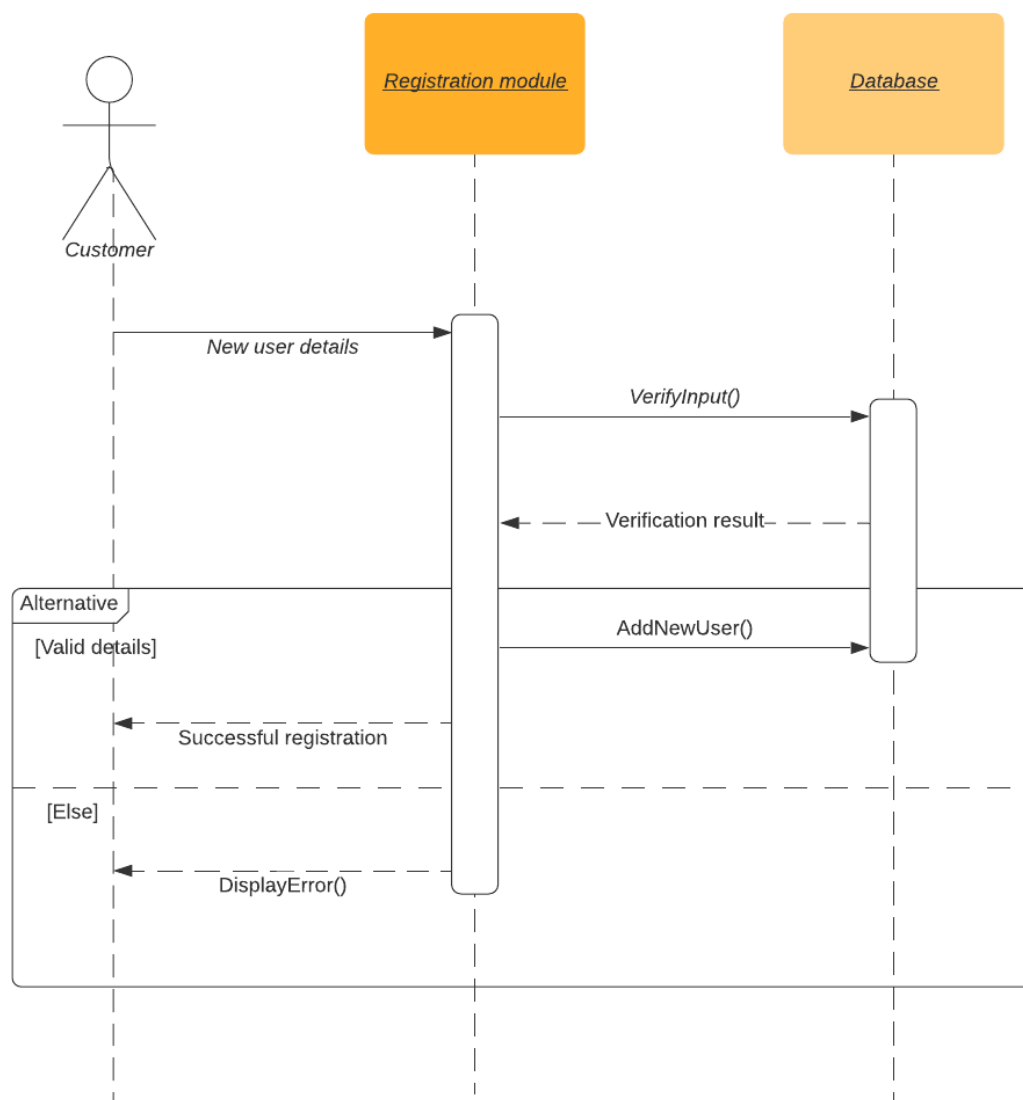 Registration module
Database
Customer
New user details
VerifyInput()
Verification result
Alternative
[Valid details]
AddNewUser()
Successful registration
[Else]
DisplayError()